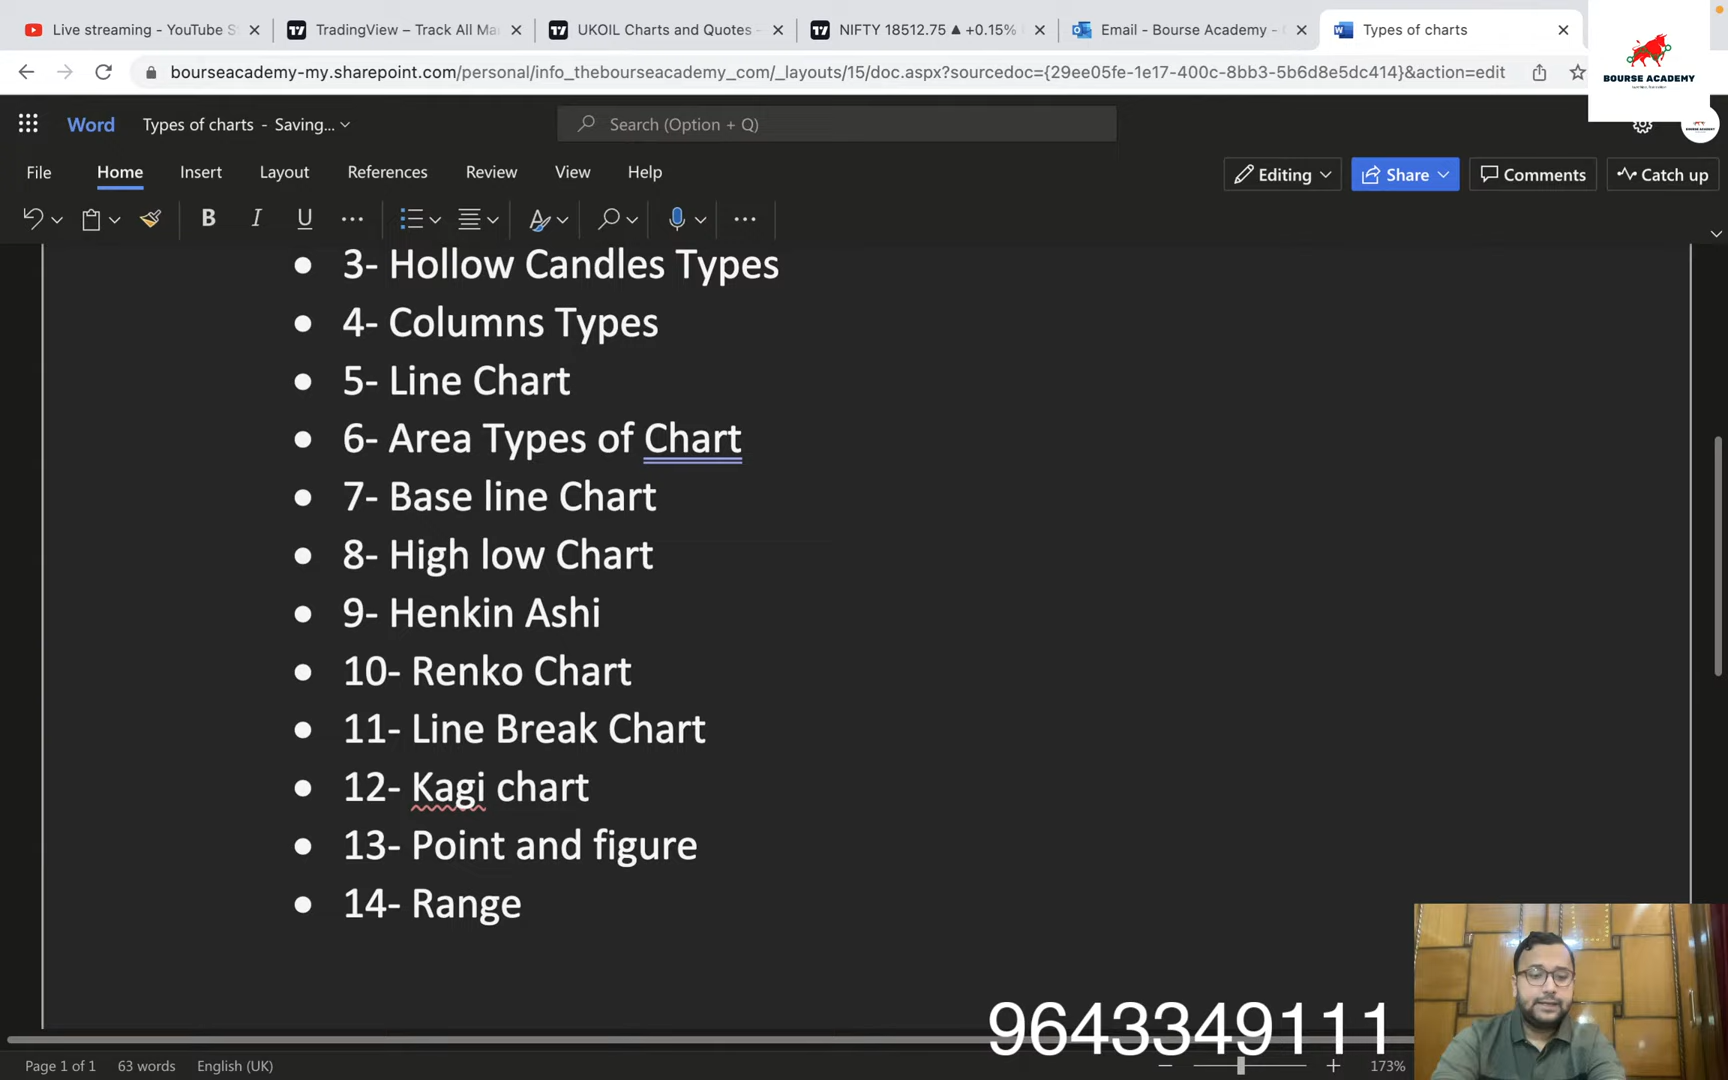 Live streaming - YouTube S
TradingView – Track All Ma
UKOIL Charts and Quotes -
NIFTY 18512.75 ▲ +0.15%
Email - Bourse Academy -
Types of charts
bourseacademy-my.sharepoint.com/personal/info_thebourseacademy_com/_layouts/15/doc.aspx?sourcedoc={29ee05fe-1e17-400c-8bb3-5b6d8e5dc414}&action=edit
BOURSE ACADEMY
Word
Types of charts - Saving...
Search (Option + Q)
File
Home
Insert
Layout
References
Review
View
Help
Editing
Share
Comments
Catch up
B I U
3- Hollow Candles Types
4- Columns Types
5- Line Chart
6- Area Types of Chart
7- Base line Chart
8- High low Chart
9- Henkin Ashi
10- Renko Chart
11- Line Break Chart
12- Kagi chart
13- Point and figure
14- Range
9643349111
Page 1 of 1
63 words
English (UK)
173%